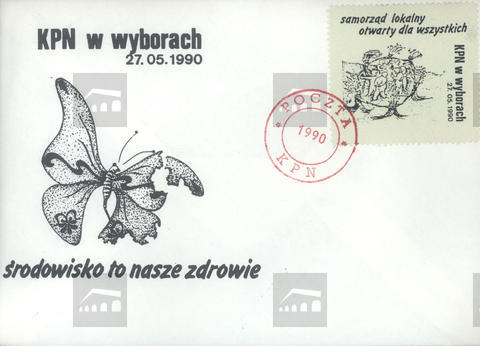 KPN w wyborach
27.05.1990
samorząd lokalny
otwarty dla wszystkich
KPN w wyborach
27.05.1990
* POCZTA *
1990
KPN
środowisko to nasze zdrowie